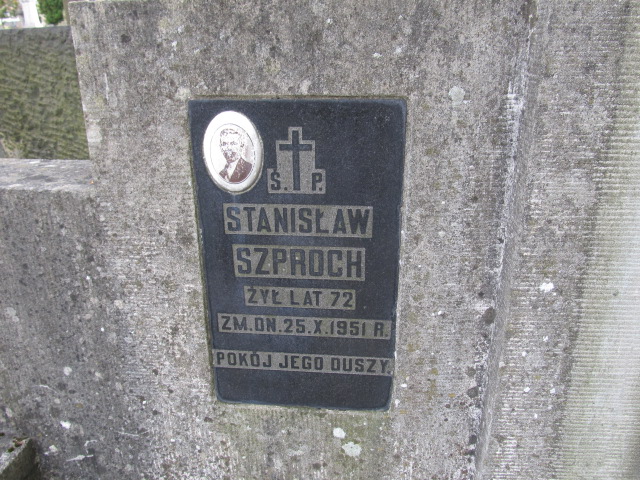 Ś. P.
STANISŁAW
SZPROCH
ŻYŁ LAT 72
ZM. DN. 25. X. 1951 R.
POKÓJ JEGO DUSZY.